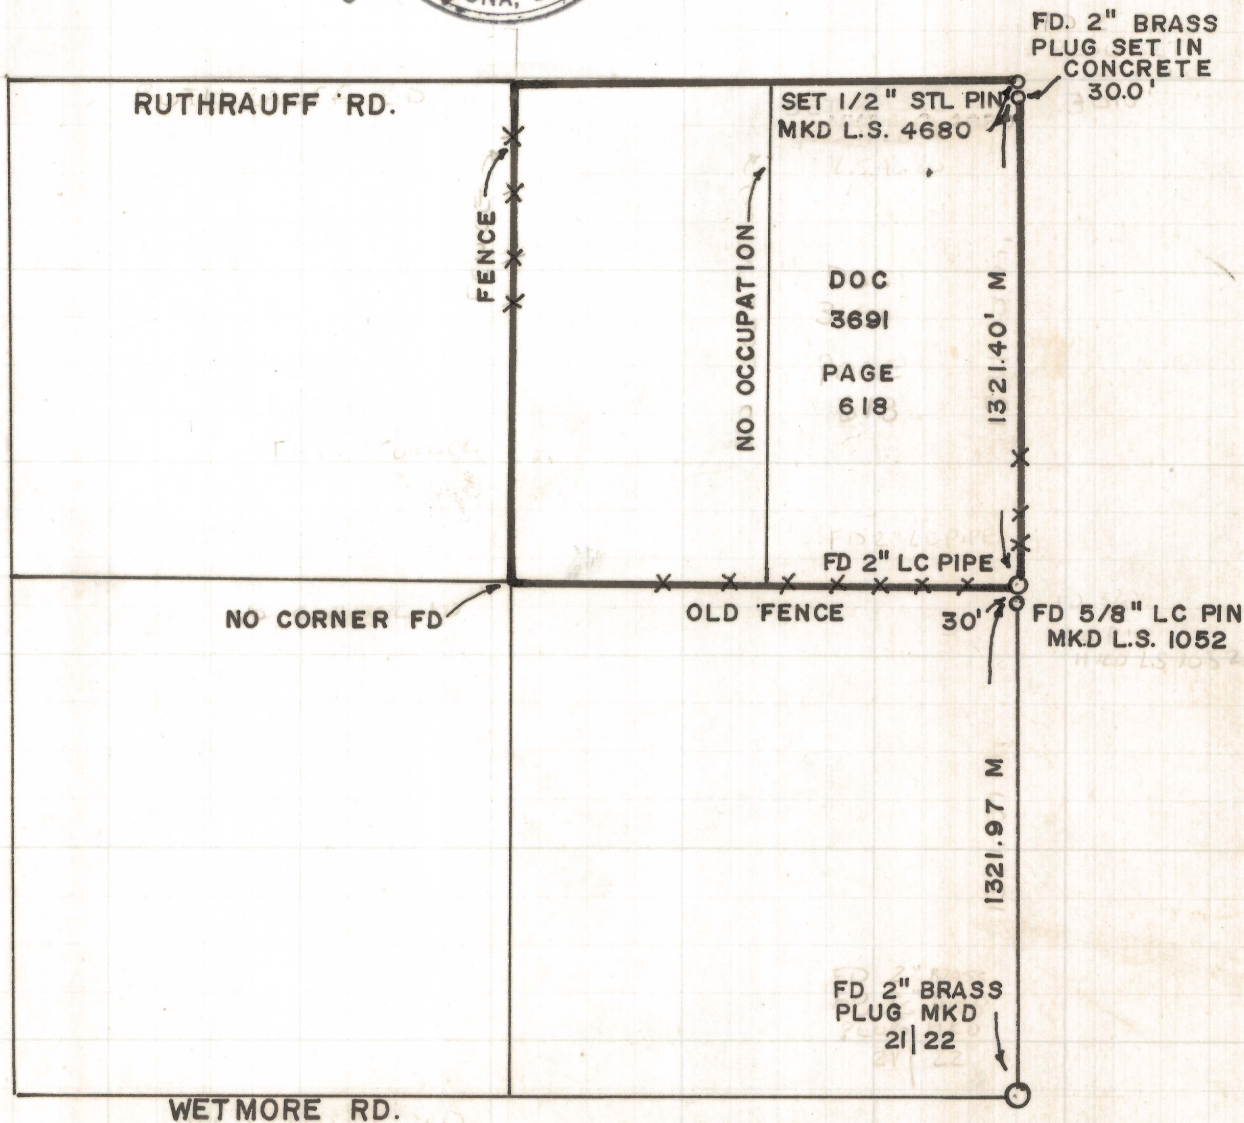 FD. 2" BRASS
PLUG SET IN
CONCRETE
30.0'
RUTHRAUFF RD.
SET 1/2" STL PIN
MKD L.S. 4680
FENCE
NO OCCUPATION
DOC
3691
PAGE
618
1321.40' M
FD 2" LC PIPE
NO CORNER FD
OLD FENCE
30'
FD 5/8" LC PIN
MKD L.S. 1052
1321.97 M
FD 2" BRASS
PLUG MKD
21|22
WETMORE RD.